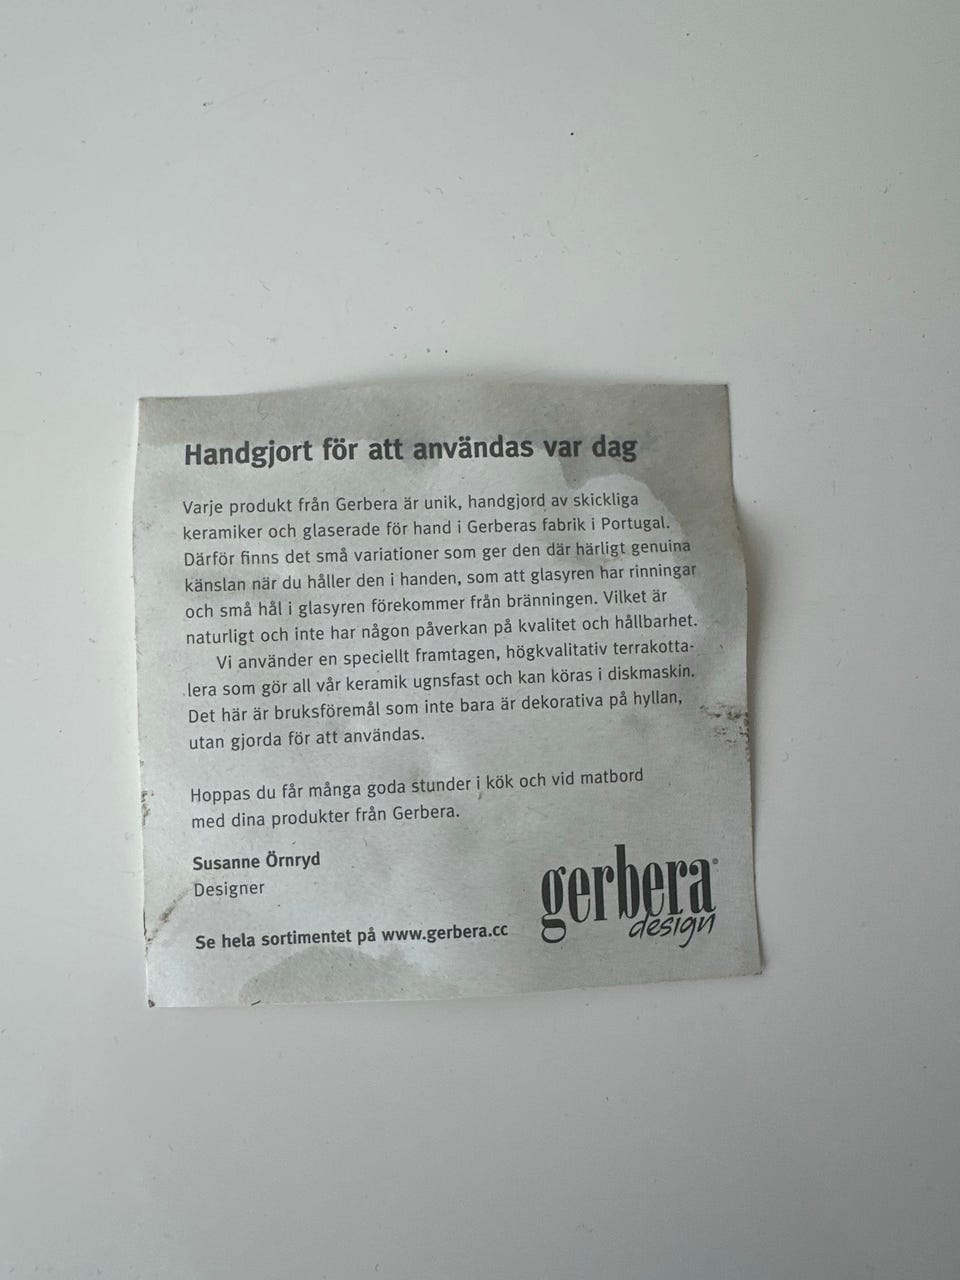 Handgjort för att användas var dag
Varje produkt från Gerbera är unik, handgjord av skickliga
keramiker och glaserade för hand i Gerberas fabrik i Portugal.
Därför finns det små variationer som ger den där härligt genuina
känslan när du håller den i handen, som att glasyren har rinningar
och små hål i glasyren förekommer från bränningen. Vilket är
naturligt och inte har någon påverkan på kvalitet och hållbarhet.
Vi använder en speciellt framtagen, högkvalitativ terrakotta-
lera som gör all vår keramik ugnsfast och kan köras i diskmaskin.
Det här är bruksföremål som inte bara är dekorativa på hyllan,
utan gjorda för att användas.
Hoppas du får många goda stunder i kök och vid matbord
med dina produkter från Gerbera.
Susanne Örnryd
Designer
Se hela sortimentet på www.gerbera.cc
gerbera®
design